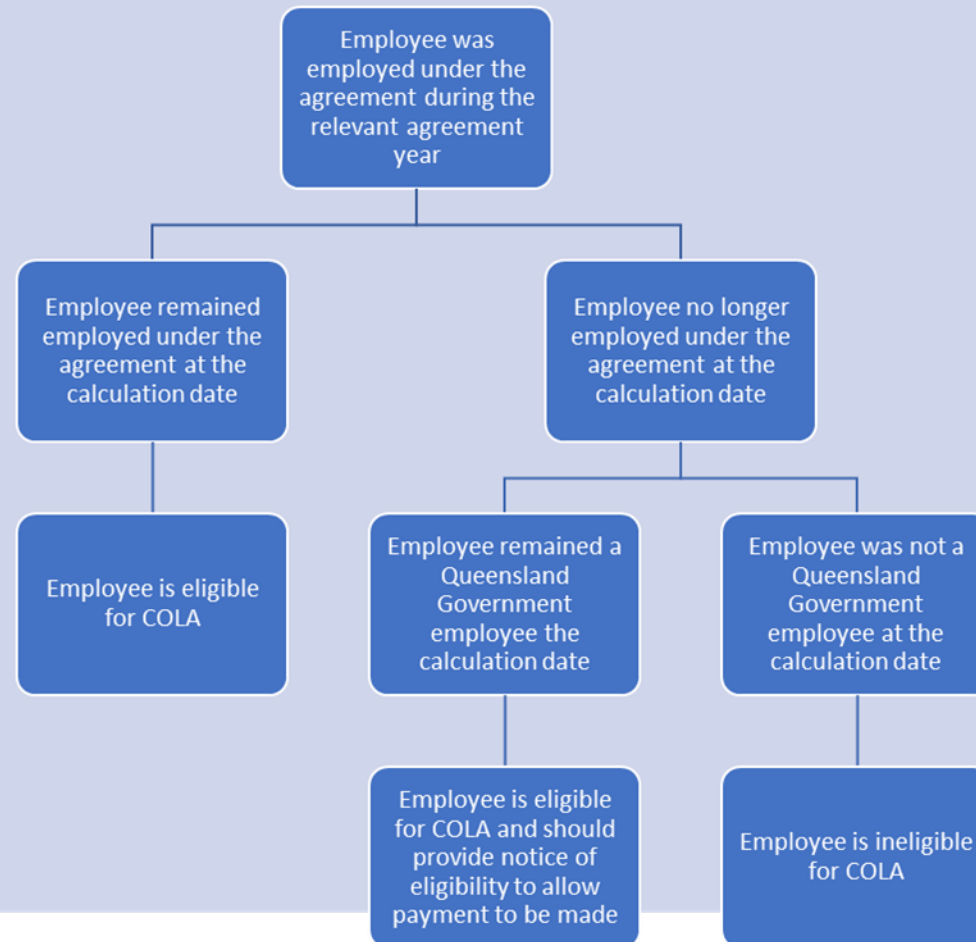 Employee was
employed under the
agreement during the
relevant agreement
year
Employee remained
employed under the
agreement at the
calculation date
Employee no longer
employed under the
agreement at the
calculation date
Employee is eligible
for COLA
Employee remained a
Queensland
Government
employee the
calculation date
Employee was not a
Queensland
Government
employee at the
calculation date
Employee is eligible
for COLA and should
provide notice of
eligibility to allow
payment to be made
Employee is ineligible
for COLA